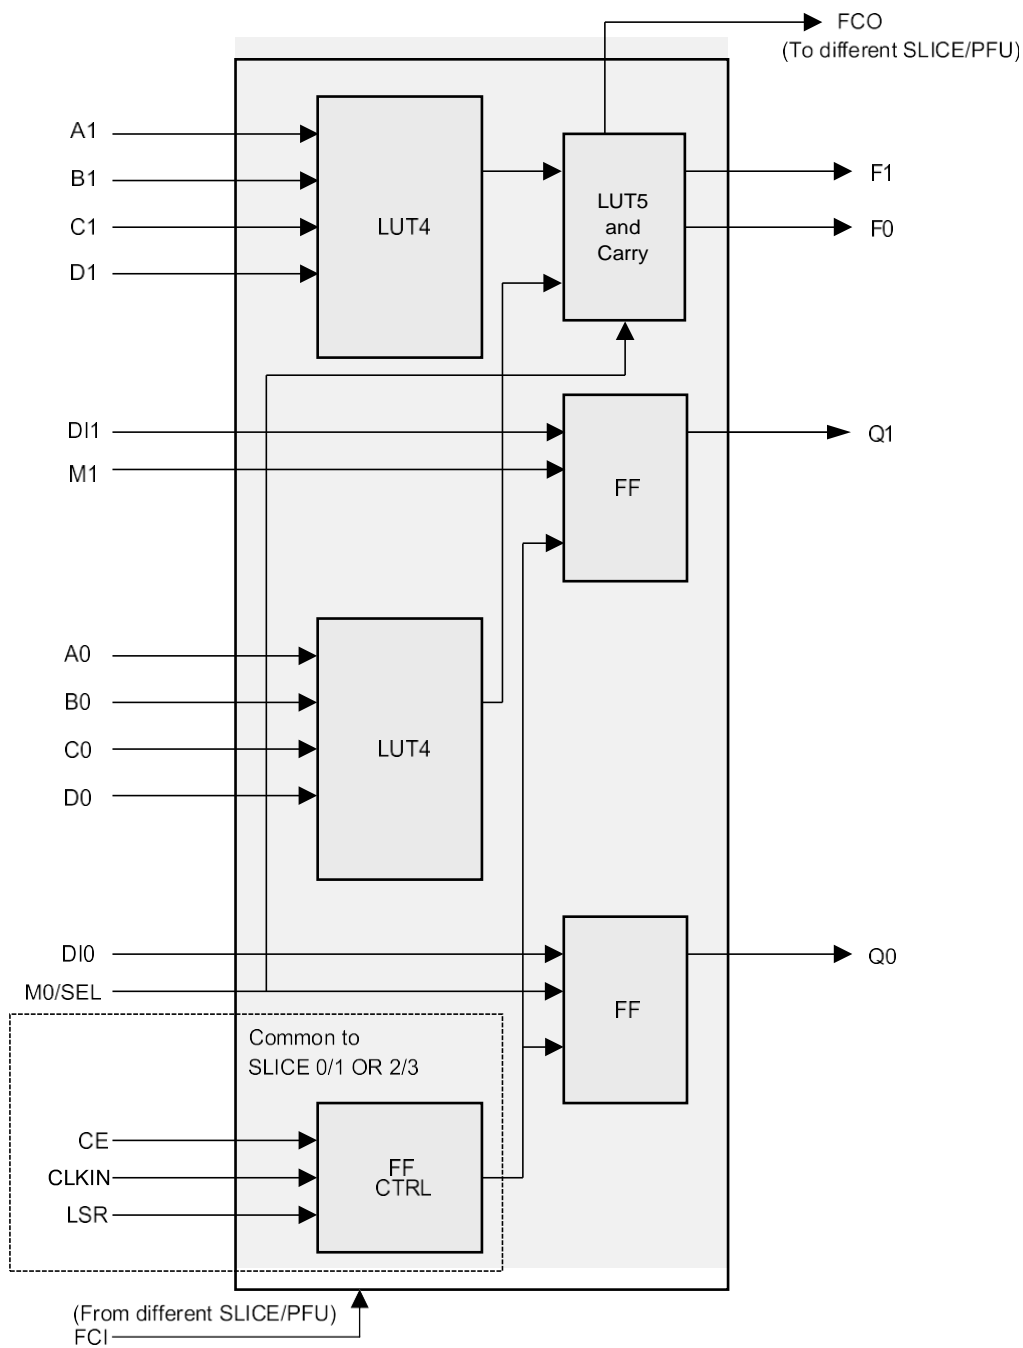 FCO
(To different SLICE/PFU)
A1
B1
C1
D1
LUT4
LUT5
and
Carry
F1
F0
DI1
M1
FF
Q1
A0
B0
C0
D0
LUT4
DI0
M0/SEL
FF
Q0
Common to
SLICE 0/1 OR 2/3
CE
CLKIN
LSR
FF
CTRL
(From different SLICE/PFU)
FCI